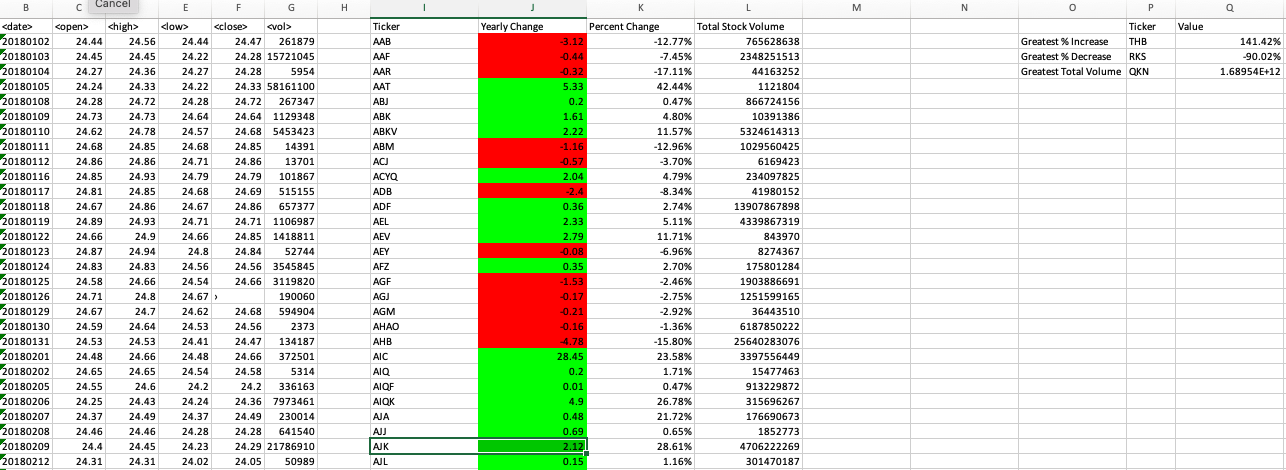 Cancel
B C D E F G H I J K L M N O P Q
<date> <open> <high> <low> <close> <vol> Ticker Yearly Change Percent Change Total Stock Volume Ticker Value
20180102 24.44 24.56 24.44 24.47 261879 AAB -3.12 -12.77% 765628638 Greatest % Increase THB 141.42%
20180103 24.45 24.45 24.22 24.28 15721045 AAF -0.44 -7.45% 2348251513 Greatest % Decrease RKS -90.02%
20180104 24.27 24.36 24.27 24.28 5954 AAR -0.32 -17.11% 44163252 Greatest Total Volume QKN 1.68954E+12
20180105 24.24 24.33 24.22 24.33 58161100 AAT 5.33 42.44% 1121804
20180108 24.28 24.72 24.28 24.72 267347 ABJ 0.2 0.47% 866724156
20180109 24.73 24.73 24.64 24.64 1129348 ABK 1.61 4.80% 10391386
20180110 24.62 24.78 24.57 24.68 5453423 ABKV 2.22 11.57% 5324614313
20180111 24.68 24.85 24.68 24.85 14391 ABM -1.16 -12.96% 1029560425
20180112 24.86 24.86 24.71 24.86 13701 ACJ -0.57 -3.70% 6169423
20180116 24.85 24.93 24.79 24.79 101867 ACYQ 2.04 4.79% 234097825
20180117 24.81 24.85 24.68 24.69 515155 ADB -2.4 -8.34% 41980152
20180118 24.67 24.86 24.67 24.86 657377 ADF 0.36 2.74% 13907867898
20180119 24.89 24.93 24.71 24.71 1106987 AEL 2.33 5.11% 4339867319
20180122 24.66 24.9 24.66 24.85 1418811 AEV 2.79 11.71% 843970
20180123 24.87 24.94 24.8 24.84 52744 AEY -0.08 -6.96% 8274367
20180124 24.83 24.83 24.56 24.56 3545845 AFZ 0.35 2.70% 175801284
20180125 24.58 24.66 24.54 24.66 3119820 AGF -1.53 -2.46% 1903886691
20180126 24.71 24.8 24.67 190060 AGJ -0.17 -2.75% 1251599165
20180129 24.67 24.7 24.62 24.68 594904 AGM -0.21 -2.92% 36443510
20180130 24.59 24.64 24.53 24.56 2373 AHAO -0.16 -1.36% 6187850222
20180131 24.53 24.53 24.41 24.47 134187 AHB -4.78 -15.80% 25640283076
20180201 24.48 24.66 24.48 24.66 372501 AIC 28.45 23.58% 3397556449
20180202 24.65 24.65 24.54 24.58 5314 AIQ 0.2 1.71% 15477463
20180205 24.55 24.6 24.2 24.2 336163 AIQF 0.01 0.47% 913229872
20180206 24.25 24.43 24.24 24.36 7973461 AIQK 4.9 26.78% 315696267
20180207 24.37 24.49 24.37 24.49 230014 AJA 0.48 21.72% 176690673
20180208 24.46 24.46 24.28 24.28 641540 AJJ 0.69 0.65% 1852773
20180209 24.4 24.45 24.23 24.29 21786910 AJK 2.12 28.61% 4706222269
20180212 24.31 24.31 24.02 24.05 50989 AJL 0.15 1.16% 301470187